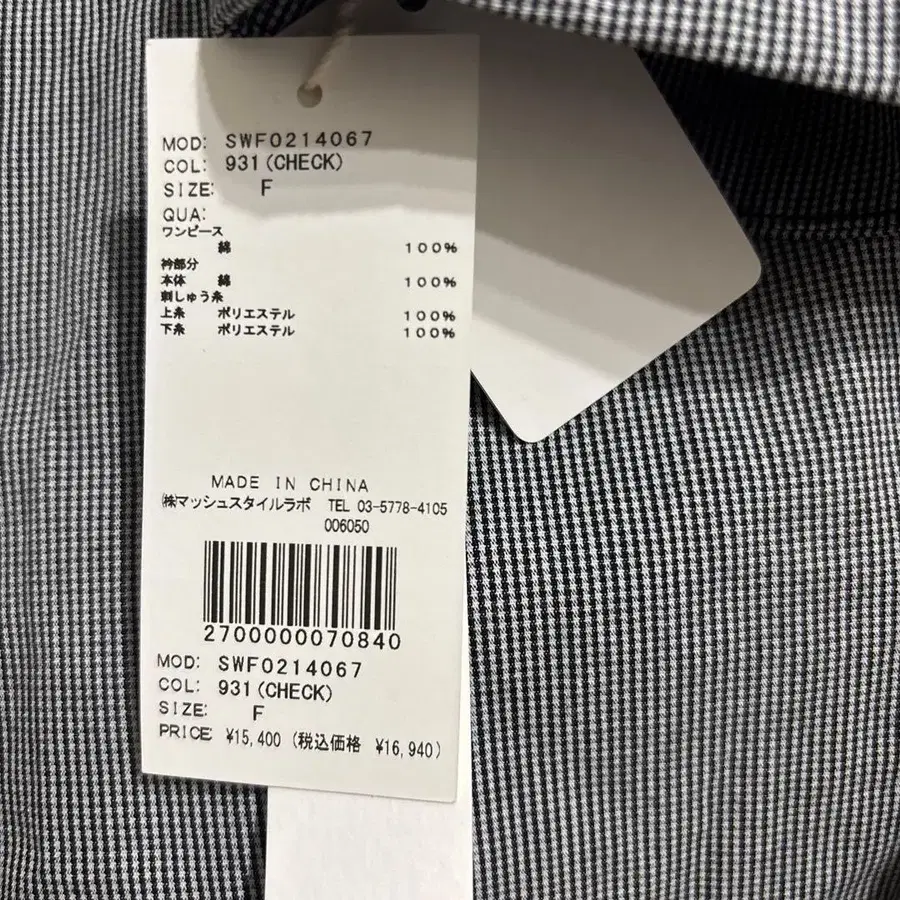 MOD: SWF0214067
COL: 931(CHECK)
SIZE: F
QUA:
ワンピース
綿 100%
衿部分
本体 綿 100%
刺しゅう糸
上糸 ポリエステル 100%
下糸 ポリエステル 100%
MADE IN CHINA
㈱マッシュスタイルラボ TEL 03-5778-4105
006050
2700000070840
MOD: SWF0214067
COL: 931(CHECK)
SIZE: F
PRICE: ¥15,400 (税込価格 ¥16,940)